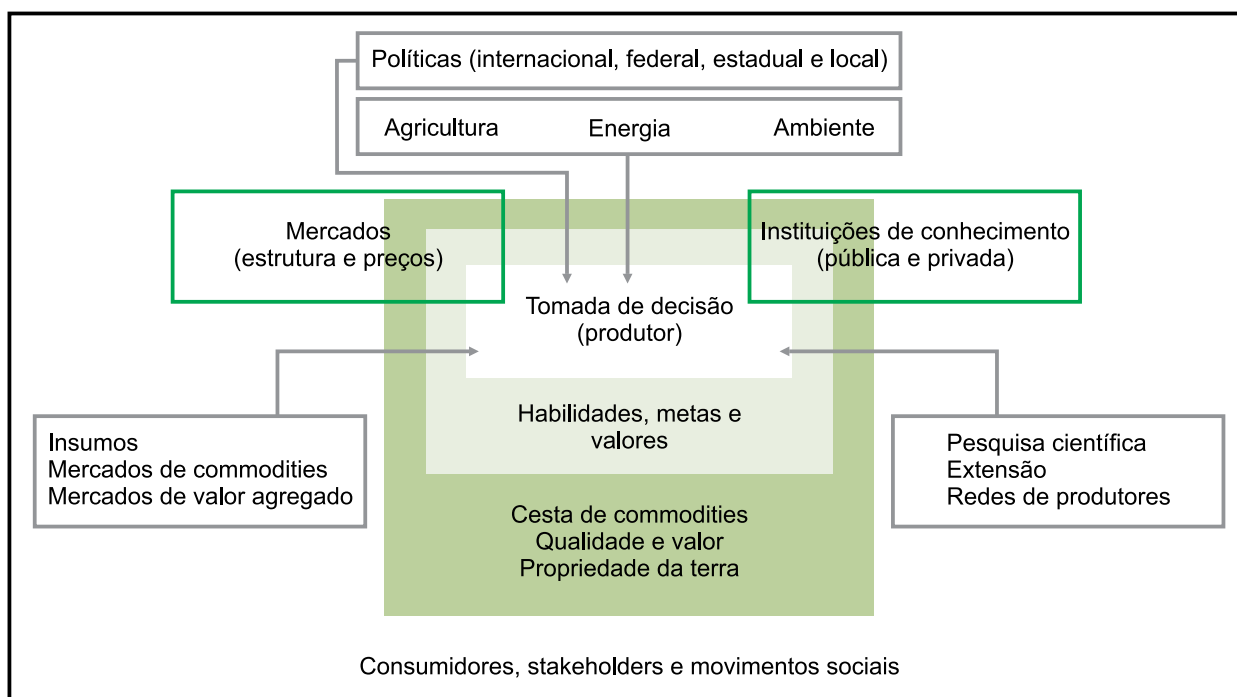 Políticas (internacional, federal, estadual e local)
Agricultura Energia Ambiente
Mercados
(estrutura e preços)
Instituições de conhecimento
(pública e privada)
Tomada de decisão
(produtor)
Habilidades, metas e
valores
Insumos
Mercados de commodities
Mercados de valor agregado
Pesquisa científica
Extensão
Redes de produtores
Cesta de commodities
Qualidade e valor
Propriedade da terra
Consumidores, stakeholders e movimentos sociais